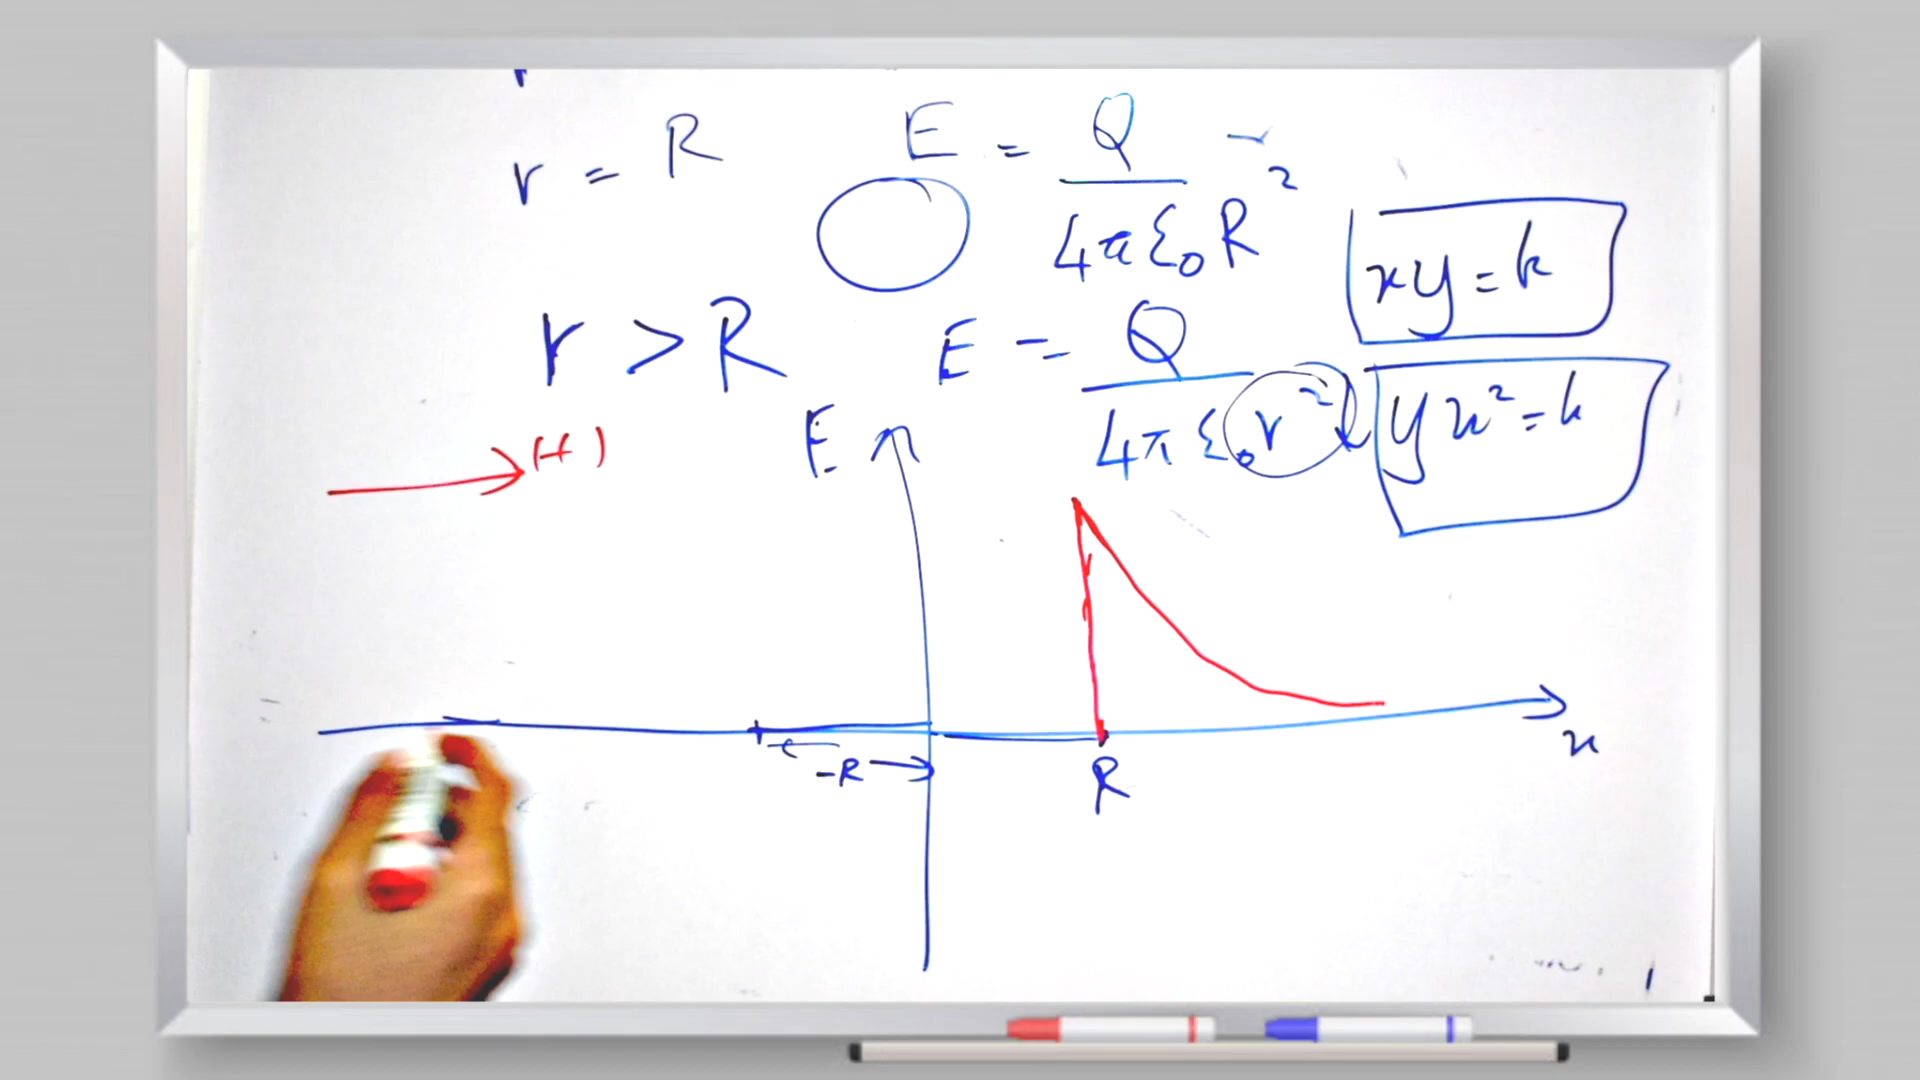 r = R E = Q / 4πε₀R²
xy = k
r > R E = Q / 4πε₀r²
yx² = k
(+)
E
x
-R
R